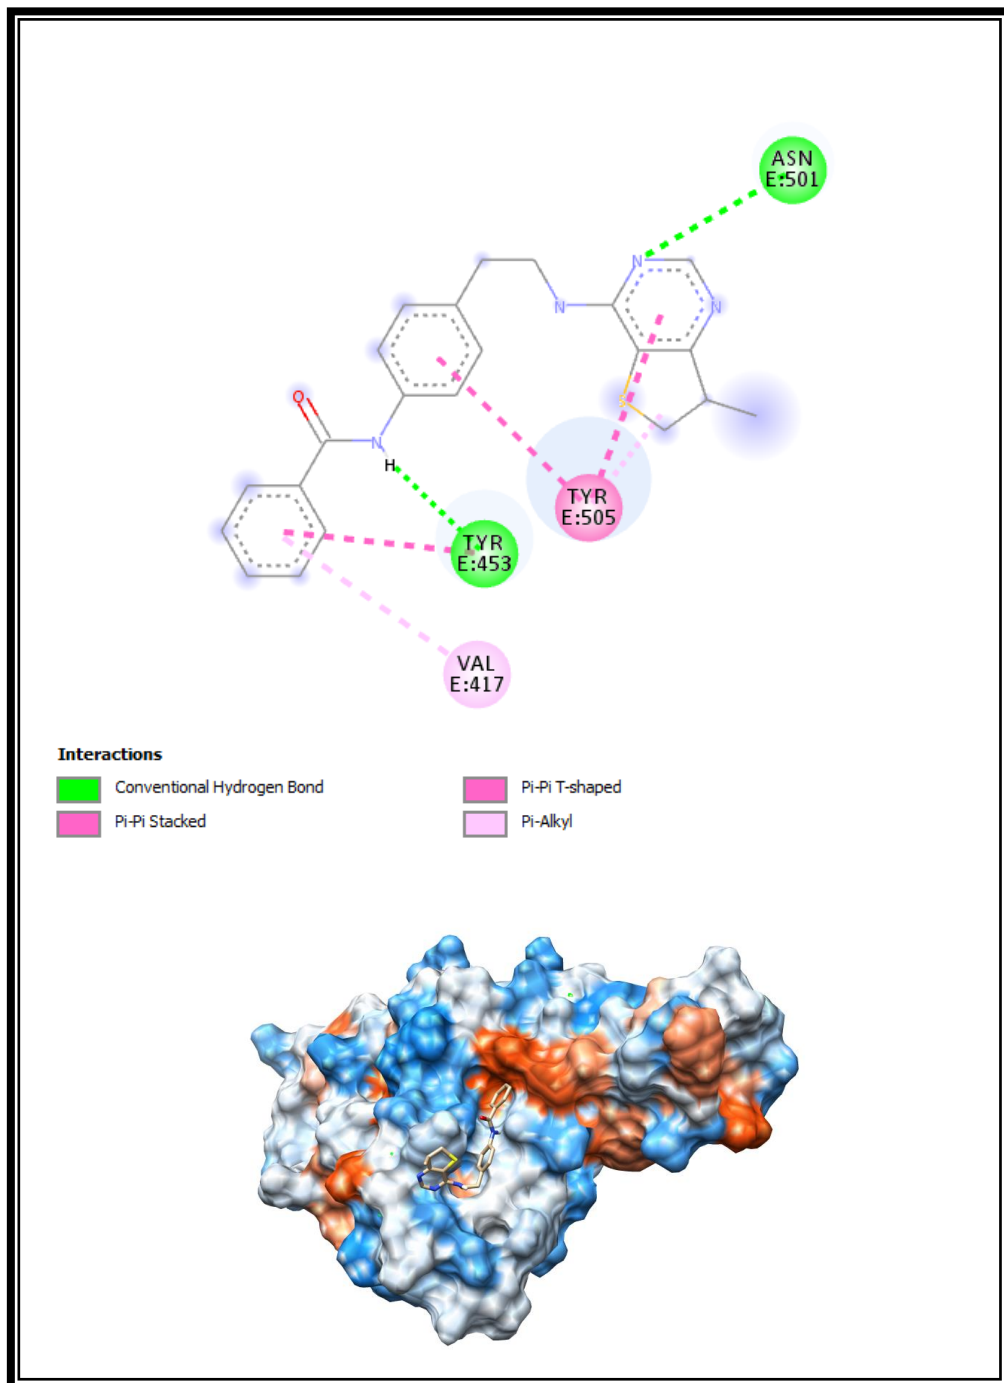 ASN
E:501
N
N
N
S
O
N
H
TYR
E:505
TYR
E:453
VAL
E:417
Interactions
Conventional Hydrogen Bond
Pi-Pi T-shaped
Pi-Pi Stacked
Pi-Alkyl